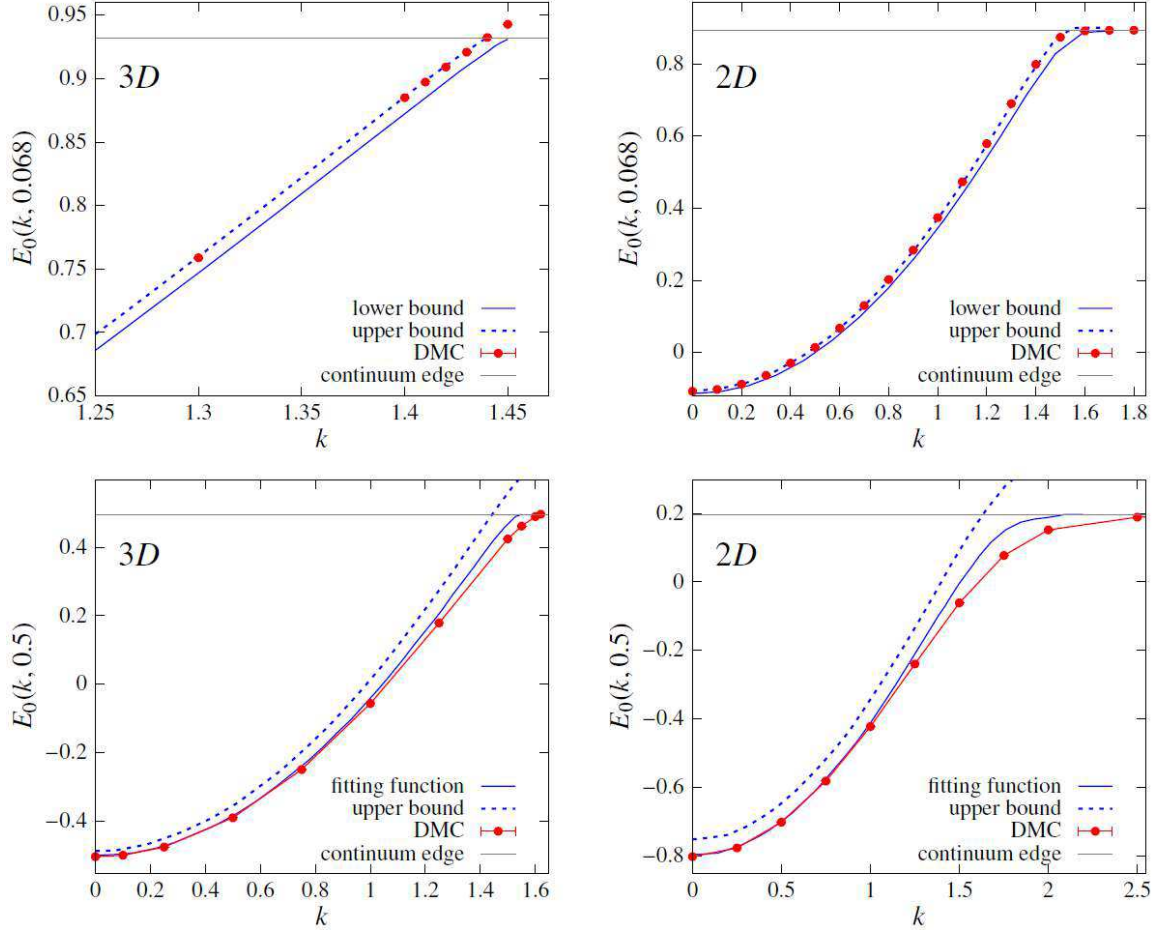 0.95
0.9
0.85
0.8
0.75
0.7
0.65
E₀(k, 0.068)
3D
lower bound
upper bound
DMC
continuum edge
1.25 1.3 1.35 1.4 1.45
k
0.8
0.6
0.4
0.2
0
E₀(k, 0.068)
2D
lower bound
upper bound
DMC
continuum edge
0 0.2 0.4 0.6 0.8 1 1.2 1.4 1.6 1.8
k
0.4
0.2
0
−0.2
−0.4
E₀(k, 0.5)
3D
fitting function
upper bound
DMC
continuum edge
0 0.2 0.4 0.6 0.8 1.0 1.2 1.4 1.6
k
0.2
0
−0.2
−0.4
−0.6
−0.8
E₀(k, 0.5)
2D
fitting function
upper bound
DMC
continuum edge
0 0.5 1 1.5 2 2.5
k